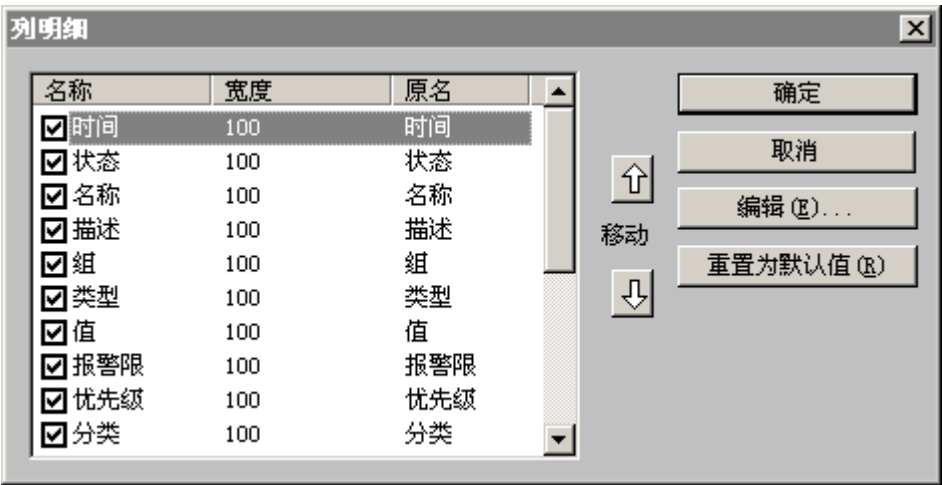 列明细
名称 宽度 原名
时间 100 时间
状态 100 状态
名称 100 名称
描述 100 描述
组 100 组
类型 100 类型
值 100 值
报警限 100 报警限
优先级 100 优先级
分类 100 分类
移动
确定
取消
编辑(E)...
重置为默认值(R)